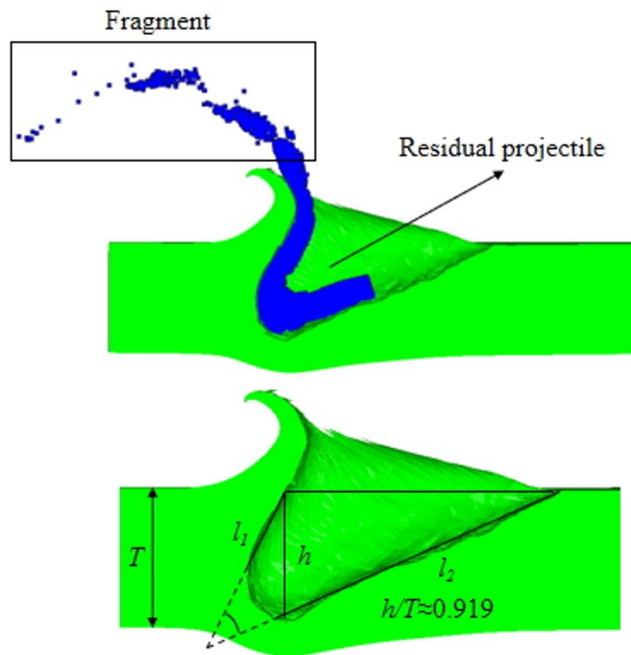 Fragment
Residual projectile
T
l₁
h
l₂
h/T≈0.919